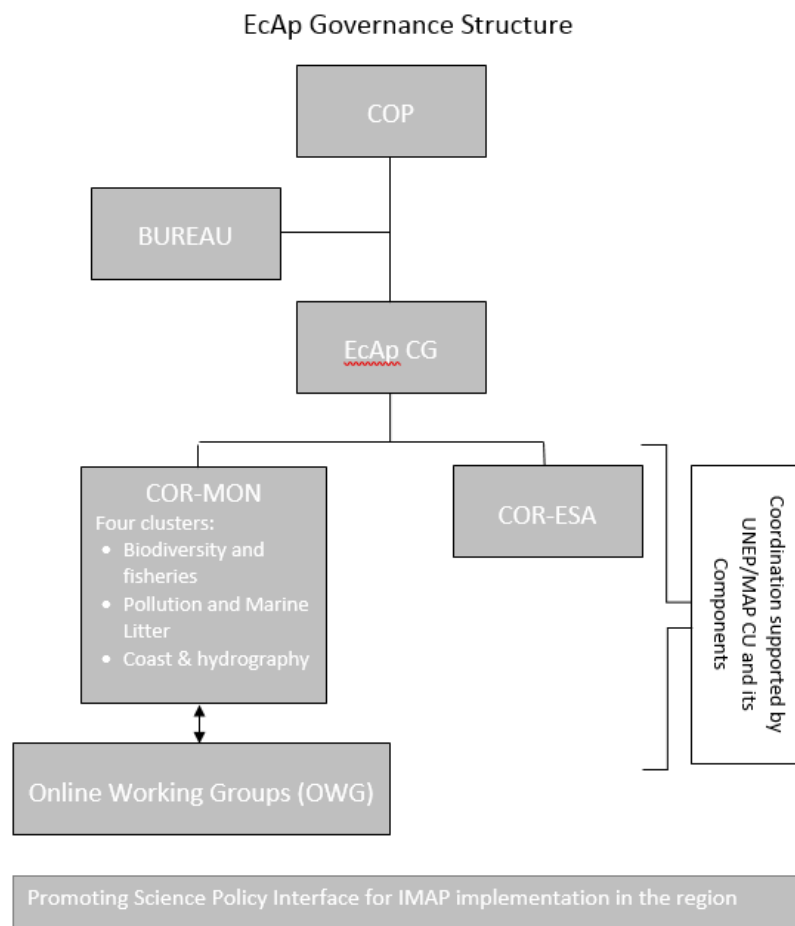 EcAp Governance Structure
COP
BUREAU
EcAp CG
COR-MON
Four clusters:
• Biodiversity and
fisheries
• Pollution and Marine
Litter
• Coast & hydrography
COR-ESA
Coordination supported by
UNEP/MAP CU and its
Components
Online Working Groups (OWG)
Promoting Science Policy Interface for IMAP implementation in the region